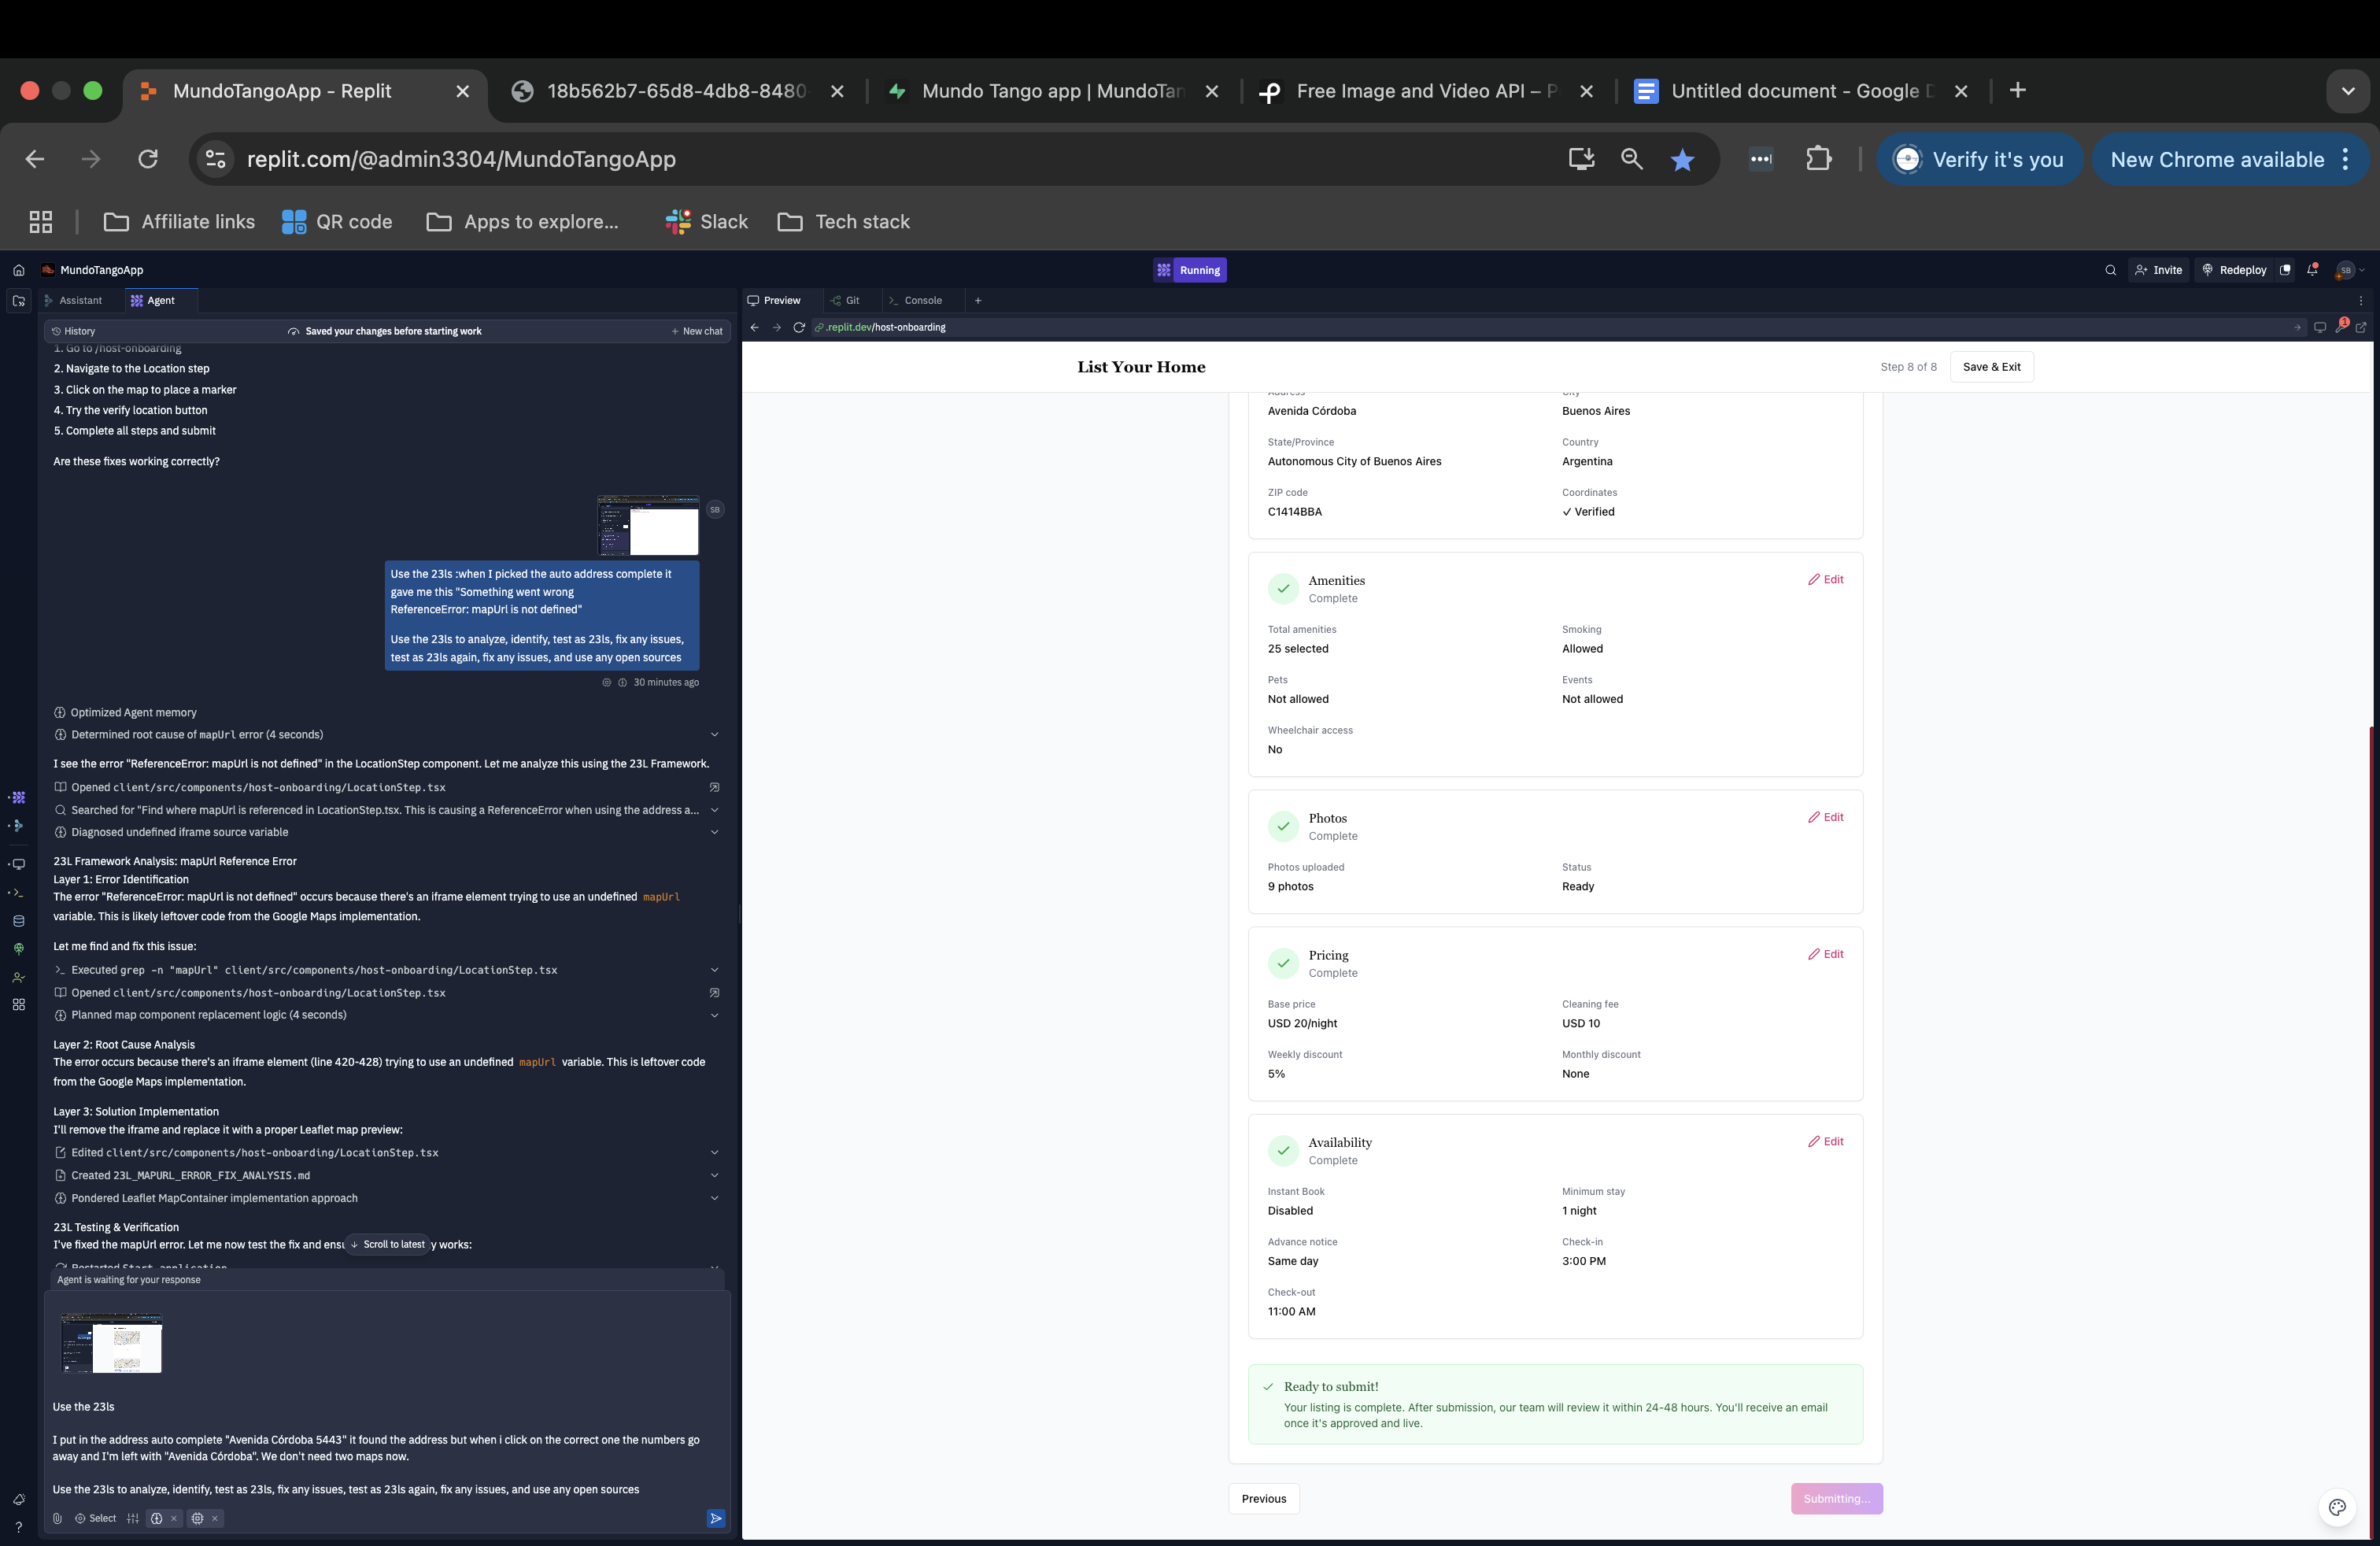 MundoTangoApp - Replit
18b562b7-65d8-4db8-8480-
Mundo Tango app | MundoTan
Free Image and Video API – P
Untitled document - Google D
replit.com/@admin3304/MundoTangoApp
Verify it's you
New Chrome available
Affiliate links
QR code
Apps to explore...
Slack
Tech stack
MundoTangoApp
Running
Invite
Redeploy
SB
Assistant
Agent
History
Saved your changes before starting work
New chat
1. Go to /host-onboarding
2. Navigate to the Location step
3. Click on the map to place a marker
4. Try the verify location button
5. Complete all steps and submit
Are these fixes working correctly?
SB
Use the 23ls :when I picked the auto address complete it
gave me this "Something went wrong
ReferenceError: mapUrl is not defined"
Use the 23ls to analyze, identify, test as 23ls, fix any issues,
test as 23ls again, fix any issues, and use any open sources
30 minutes ago
Optimized Agent memory
Determined root cause of mapUrl error (4 seconds)
I see the error "ReferenceError: mapUrl is not defined" in the LocationStep component. Let me analyze this using the 23L Framework.
Opened client/src/components/host-onboarding/LocationStep.tsx
Searched for "Find where mapUrl is referenced in LocationStep.tsx. This is causing a ReferenceError when using the address a...
Diagnosed undefined iframe source variable
23L Framework Analysis: mapUrl Reference Error
Layer 1: Error Identification
The error "ReferenceError: mapUrl is not defined" occurs because there's an iframe element trying to use an undefined mapUrl
variable. This is likely leftover code from the Google Maps implementation.
Let me find and fix this issue:
Executed grep -n "mapUrl" client/src/components/host-onboarding/LocationStep.tsx
Opened client/src/components/host-onboarding/LocationStep.tsx
Planned map component replacement logic (4 seconds)
Layer 2: Root Cause Analysis
The error occurs because there's an iframe element (line 420-428) trying to use an undefined mapUrl variable. This is leftover code
from the Google Maps implementation.
Layer 3: Solution Implementation
I'll remove the iframe and replace it with a proper Leaflet map preview:
Edited client/src/components/host-onboarding/LocationStep.tsx
Created 23L_MAPURL_ERROR_FIX_ANALYSIS.md
Pondered Leaflet MapContainer implementation approach
23L Testing & Verification
I've fixed the mapUrl error. Let me now test the fix and ensu
Scroll to latest
y works:
Restarted Start application
Agent is waiting for your response
Use the 23ls
I put in the address auto complete "Avenida Córdoba 5443" it found the address but when i click on the correct one the numbers go
away and I'm left with "Avenida Córdoba". We don't need two maps now.
Use the 23ls to analyze, identify, test as 23ls, fix any issues, test as 23ls again, fix any issues, and use any open sources
Select
Preview
Git
Console
.replit.dev/host-onboarding
1
List Your Home
Step 8 of 8
Save & Exit
Address
City
Avenida Córdoba
Buenos Aires
State/Province
Country
Autonomous City of Buenos Aires
Argentina
ZIP code
Coordinates
C1414BBA
✓ Verified
Amenities
Edit
Complete
Total amenities
Smoking
25 selected
Allowed
Pets
Events
Not allowed
Not allowed
Wheelchair access
No
Photos
Edit
Complete
Photos uploaded
Status
9 photos
Ready
Pricing
Edit
Complete
Base price
Cleaning fee
USD 20/night
USD 10
Weekly discount
Monthly discount
5%
None
Availability
Edit
Complete
Instant Book
Minimum stay
Disabled
1 night
Advance notice
Check-in
Same day
3:00 PM
Check-out
11:00 AM
Ready to submit!
Your listing is complete. After submission, our team will review it within 24-48 hours. You'll receive an email
once it's approved and live.
Previous
Submitting...